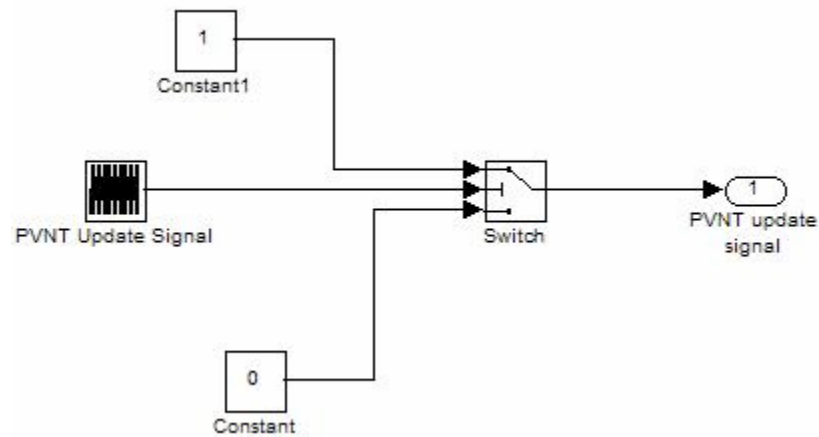 1
Constant1
PVNT Update Signal
Switch
1
PVNT update
signal
0
Constant